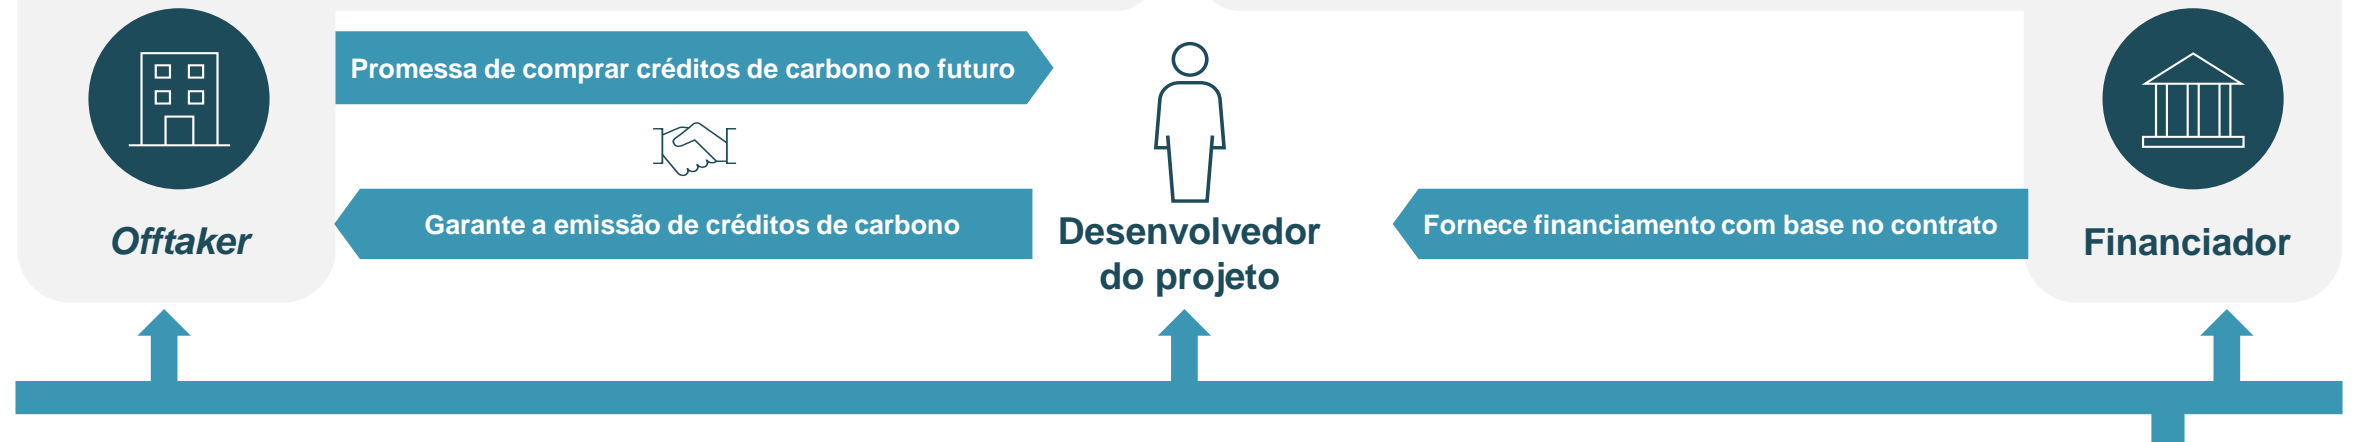 Promessa de comprar créditos de carbono no futuro
Garante a emissão de créditos de carbono
Fornece financiamento com base no contrato
Offtaker
Desenvolvedor
do projeto
Financiador